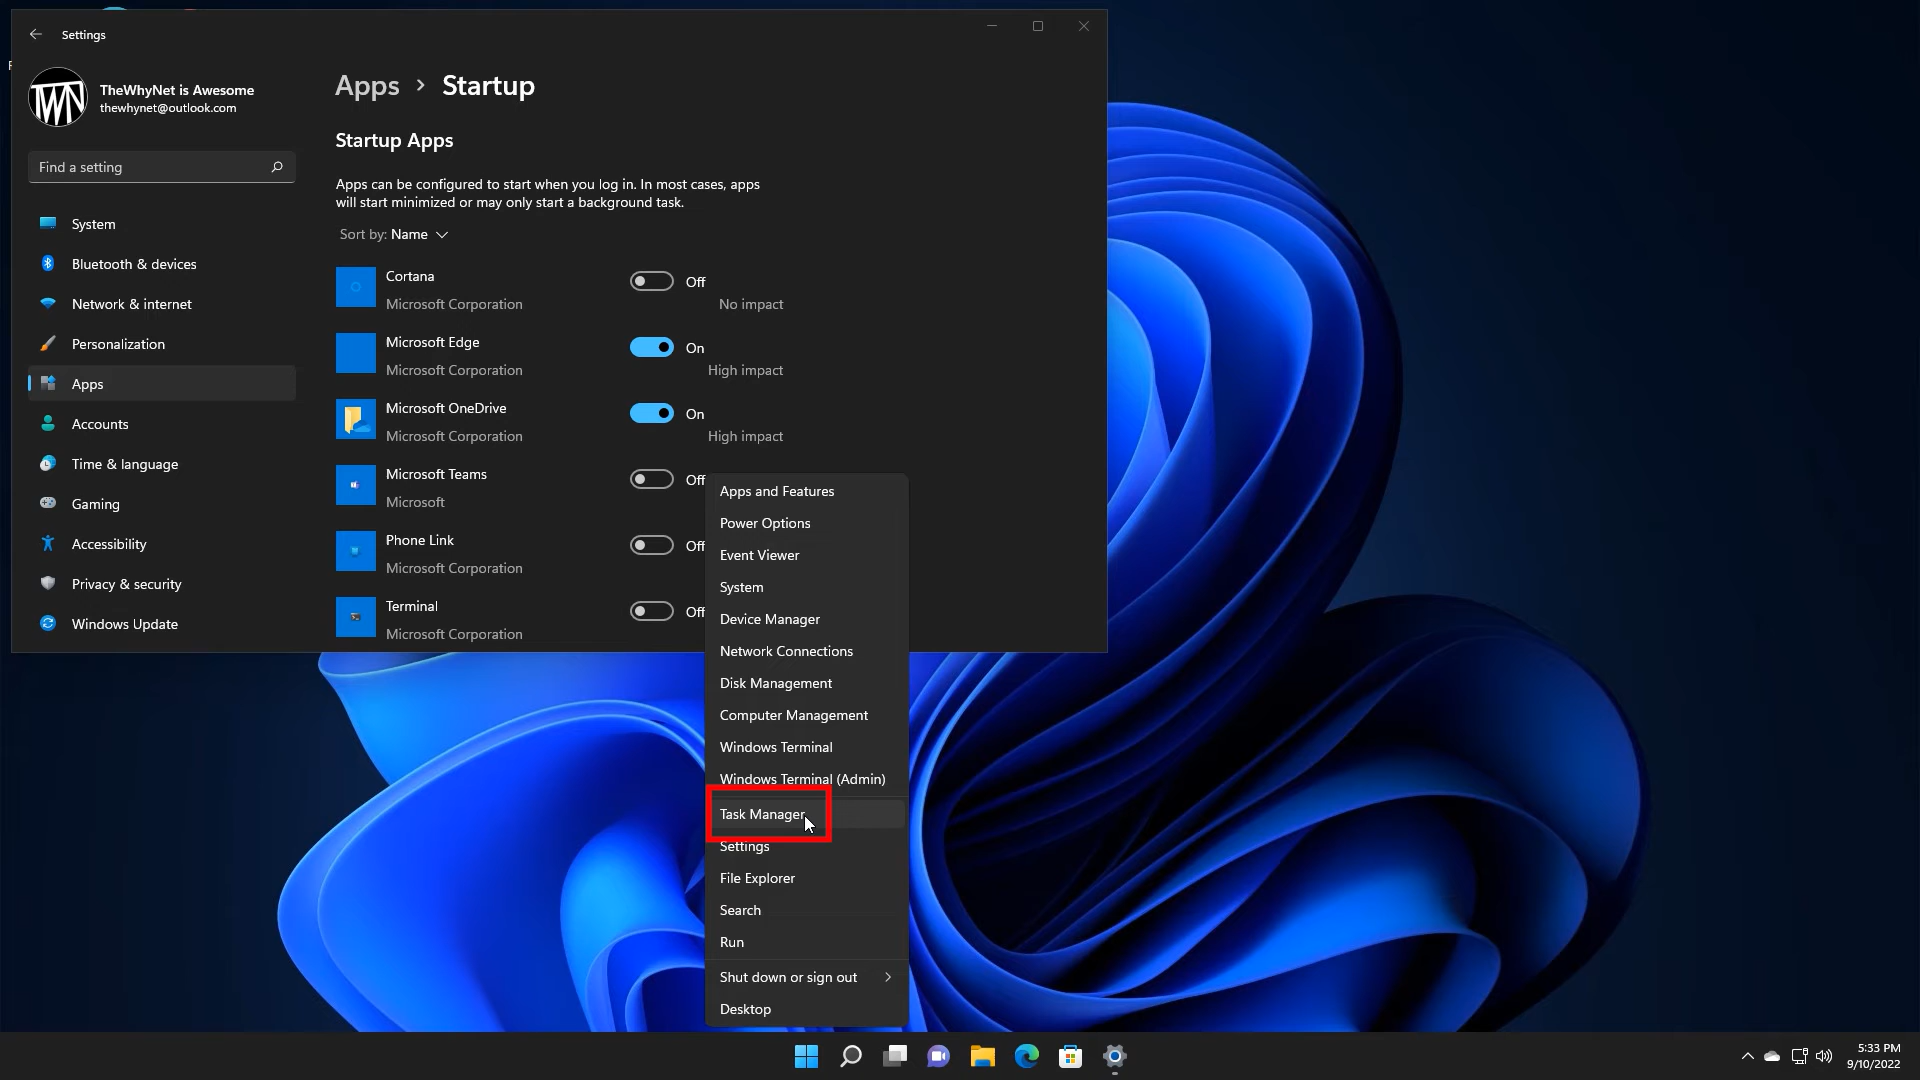 Settings
TWN
TheWhyNet is Awesome
thewhynet@outlook.com
Find a setting
System
Bluetooth & devices
Network & internet
Personalization
Apps
Accounts
Time & language
Gaming
Accessibility
Privacy & security
Windows Update
Apps > Startup
Startup Apps
Apps can be configured to start when you log in. In most cases, apps
will start minimized or may only start a background task.
Sort by: Name
Cortana
Microsoft Corporation
Off
No impact
Microsoft Edge
Microsoft Corporation
On
High impact
Microsoft OneDrive
Microsoft Corporation
On
High impact
Microsoft Teams
Microsoft
Off
Phone Link
Microsoft Corporation
Off
Terminal
Microsoft Corporation
Off
Apps and Features
Power Options
Event Viewer
System
Device Manager
Network Connections
Disk Management
Computer Management
Windows Terminal
Windows Terminal (Admin)
Task Manager
Settings
File Explorer
Search
Run
Shut down or sign out
Desktop
5:33 PM
9/10/2022